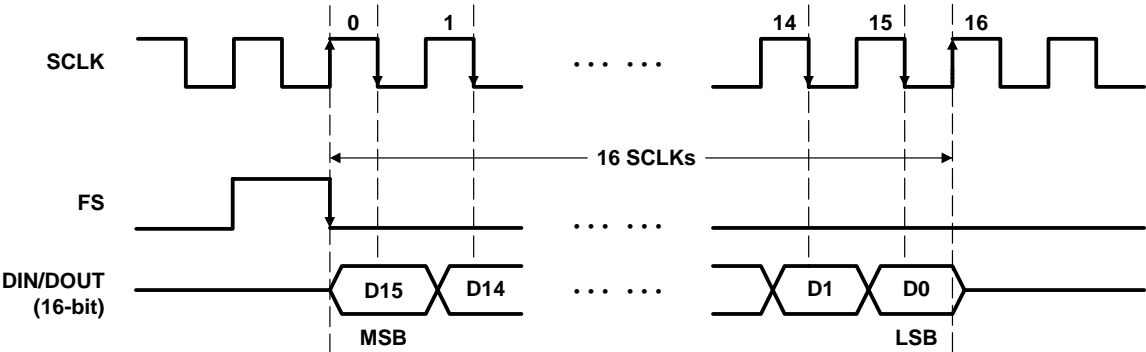 0 1 14 15 16
SCLK
... ...
16 SCLKs
FS
... ...
DIN/DOUT
(16-bit)
D15 D14 ... ... D1 D0
MSB LSB